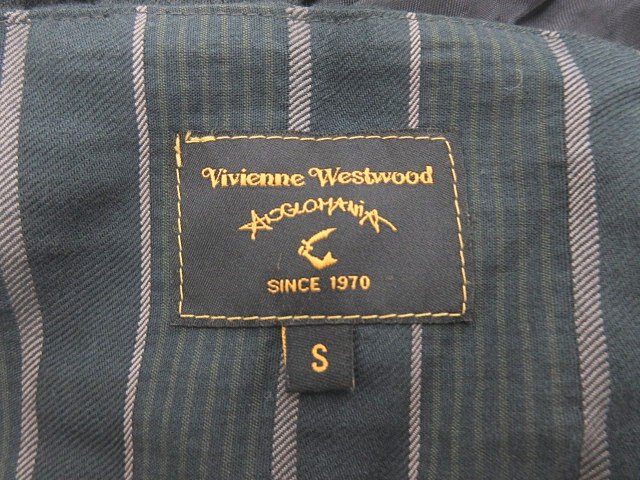 Vivienne Westwood
ANGLOMANIA
SINCE 1970
S